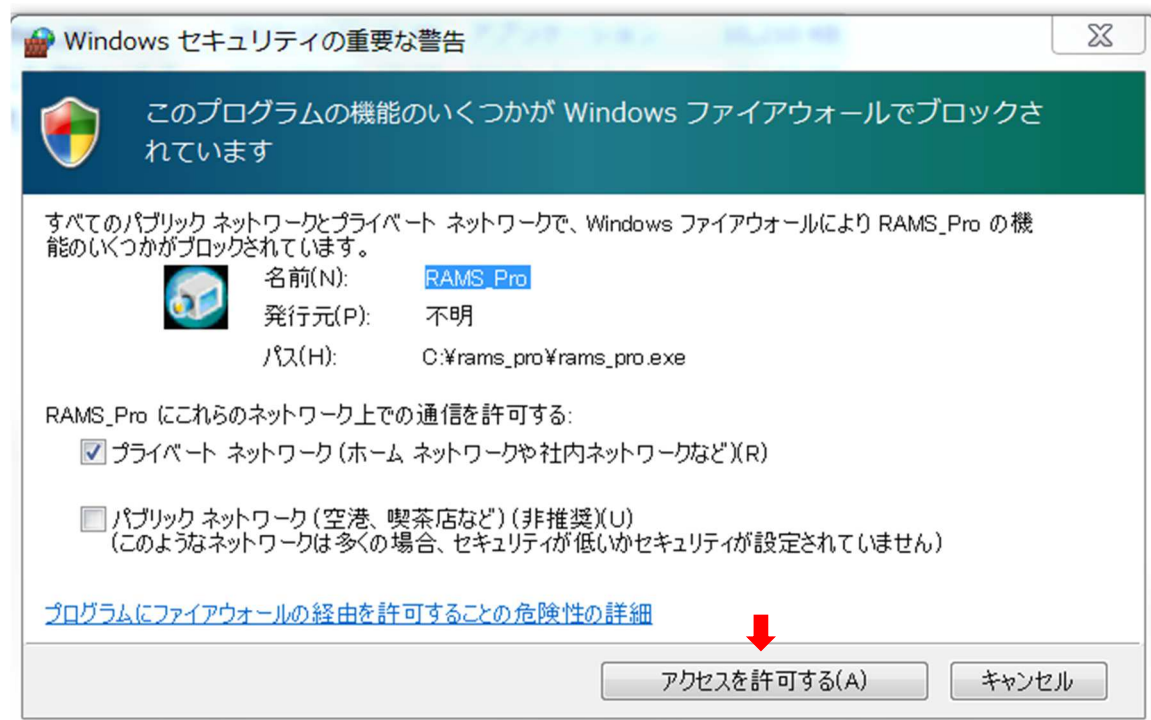 Windows セキュリティの重要な警告
このプログラムの機能のいくつかが Windows ファイアウォールでブロックさ
れています
すべてのパブリック ネットワークとプライベート ネットワークで、Windows ファイアウォールにより RAMS_Pro の機
能のいくつかがブロックされています。
名前(N): RAMS_Pro
発行元(P): 不明
パス(H): C:¥rams_pro¥rams_pro.exe
RAMS_Pro にこれらのネットワーク上での通信を許可する:
プライベート ネットワーク (ホーム ネットワークや社内ネットワークなど)(R)
パブリック ネットワーク (空港、喫茶店など) (非推奨)(U)
(このようなネットワークは多くの場合、セキュリティが低いかセキュリティが設定されていません)
プログラムにファイアウォールの経由を許可することの危険性の詳細
アクセスを許可する(A) キャンセル